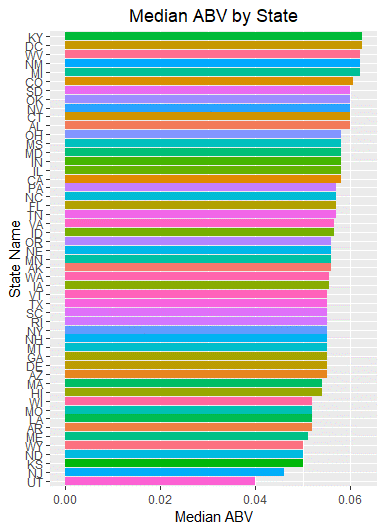 Median ABV by State
State Name
KY
DC
WV
NM
MI
CO
SD
OK
NV
CT
AL
OH
MS
MD
IN
IL
CA
PA
NC
FL
TN
VA
ID
OR
NE
MN
AK
WA
IA
VT
TX
SC
RI
NY
NH
MT
GA
DE
AZ
MA
HI
WI
MO
LA
AR
ME
WY
ND
KS
NJ
UT
0.00
0.02
0.04
0.06
Median ABV